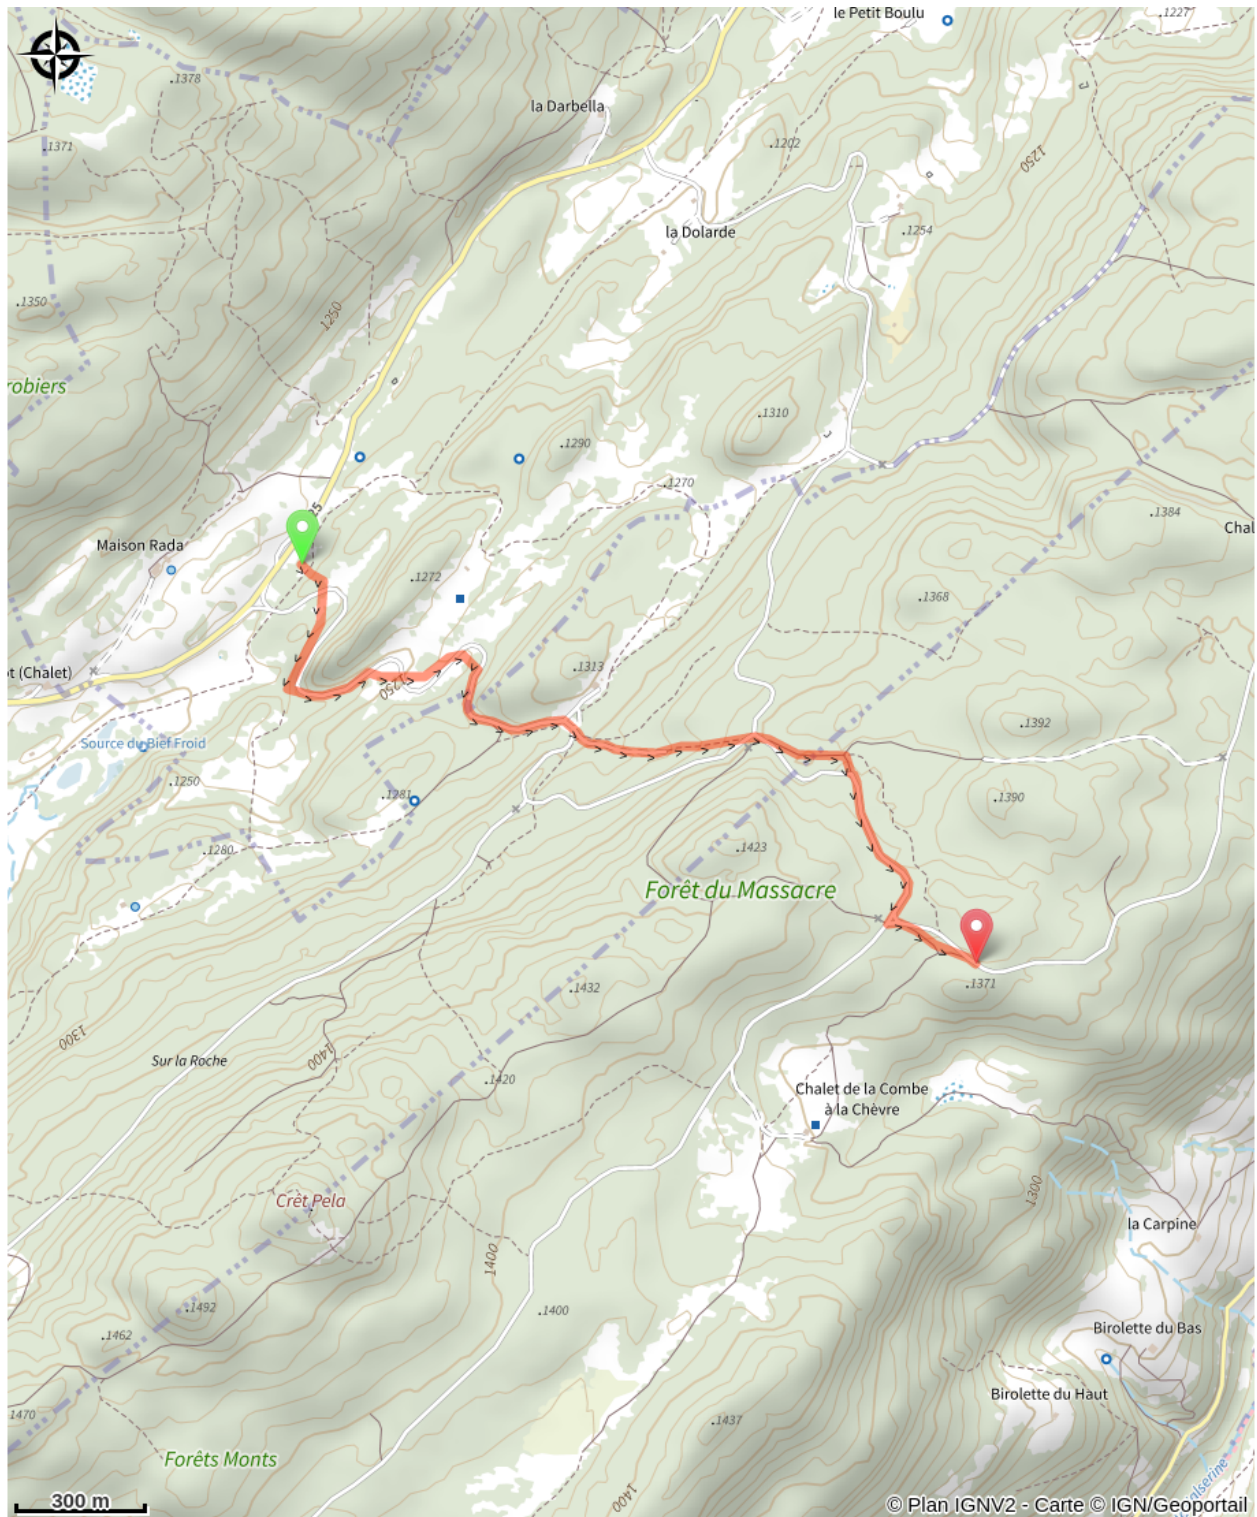 le Petit Boulu
.1227
.1378
la Darbella
.1202
.1371
1250
la Dolarde
.1254
.1350
1250
robiers
.1310
.1290
.1270
.1384
25
Chal
Maison Rada
.1272
.1368
.1313
ot (Chalet)
1250
.1392
Source du Bief Froid
.1250
.1281
.1390
.1280
.1423
Forêt du Massacre
.1371
.1432
1300
Sur la Roche
1400
.1420
Chalet de la Combe
à la Chèvre
1300
Crêt Pela
la Carpine
1400
.1492
.1400
.1462
Birolette du Bas
Birolette du Haut
1470
.1437
Forêts Monts
1400
300 m
© Plan IGNV2 - Carte © IGN/Geoportail